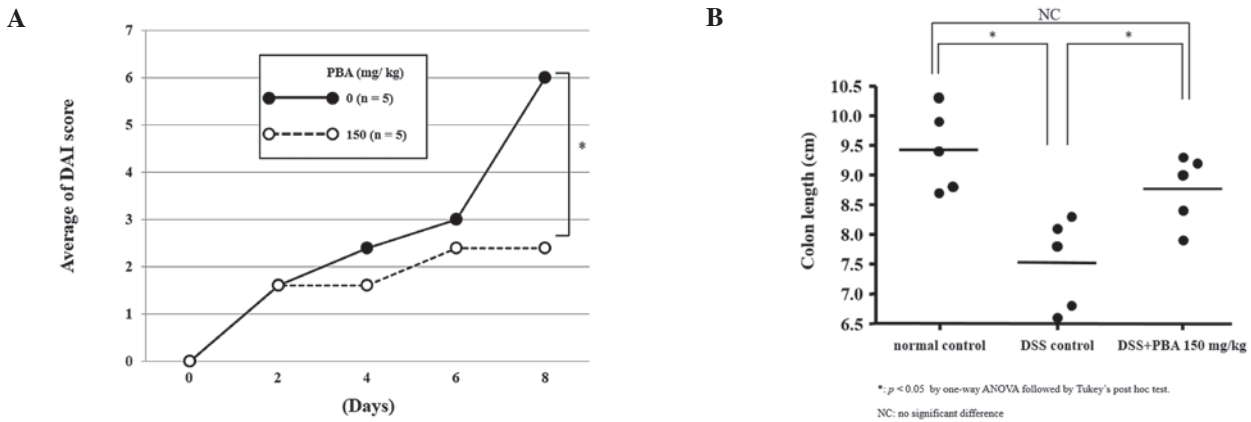 A
7
6
5
4
3
2
1
0
Average of DAI score
PBA (mg/ kg)
0 (n = 5)
150 (n = 5)
*
0 2 4 6 8
(Days)
B
NC
* *
10.5
10.0
9.5
9.0
8.5
8.0
7.5
7.0
6.5
Colon length (cm)
normal control DSS control DSS+PBA 150 mg/kg
*: p < 0.05 by one-way ANOVA followed by Tukey's post hoc test.
NC: no significant difference